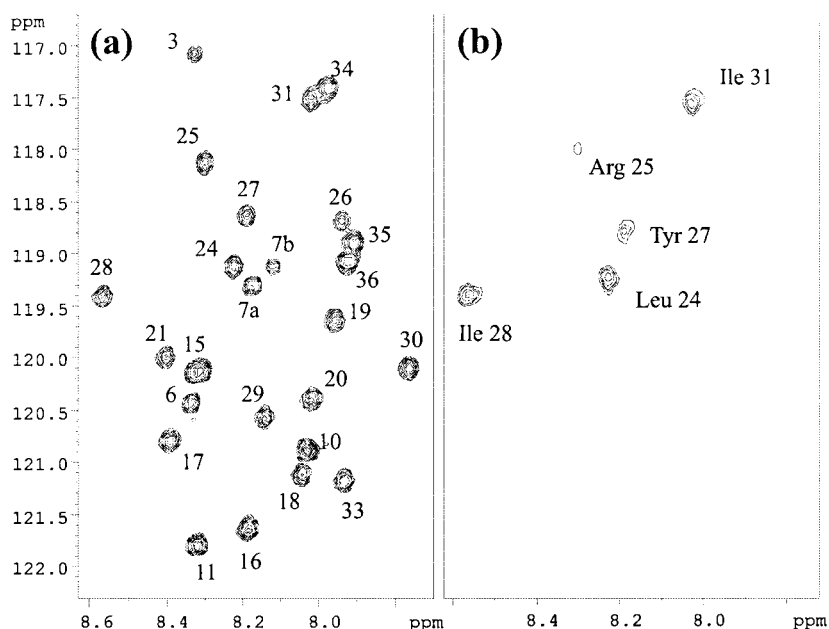 ppm
(a)
(b)
117.0
117.5
118.0
118.5
119.0
119.5
120.0
120.5
121.0
121.5
122.0
3
34
31
25
27
26
7b
35
24
28
36
7a
19
21
15
30
6
29
20
10
17
18
33
16
11
Ile 31
Arg 25
Tyr 27
Leu 24
Ile 28
8.6 8.4 8.2 8.0 ppm
8.4 8.2 8.0 ppm